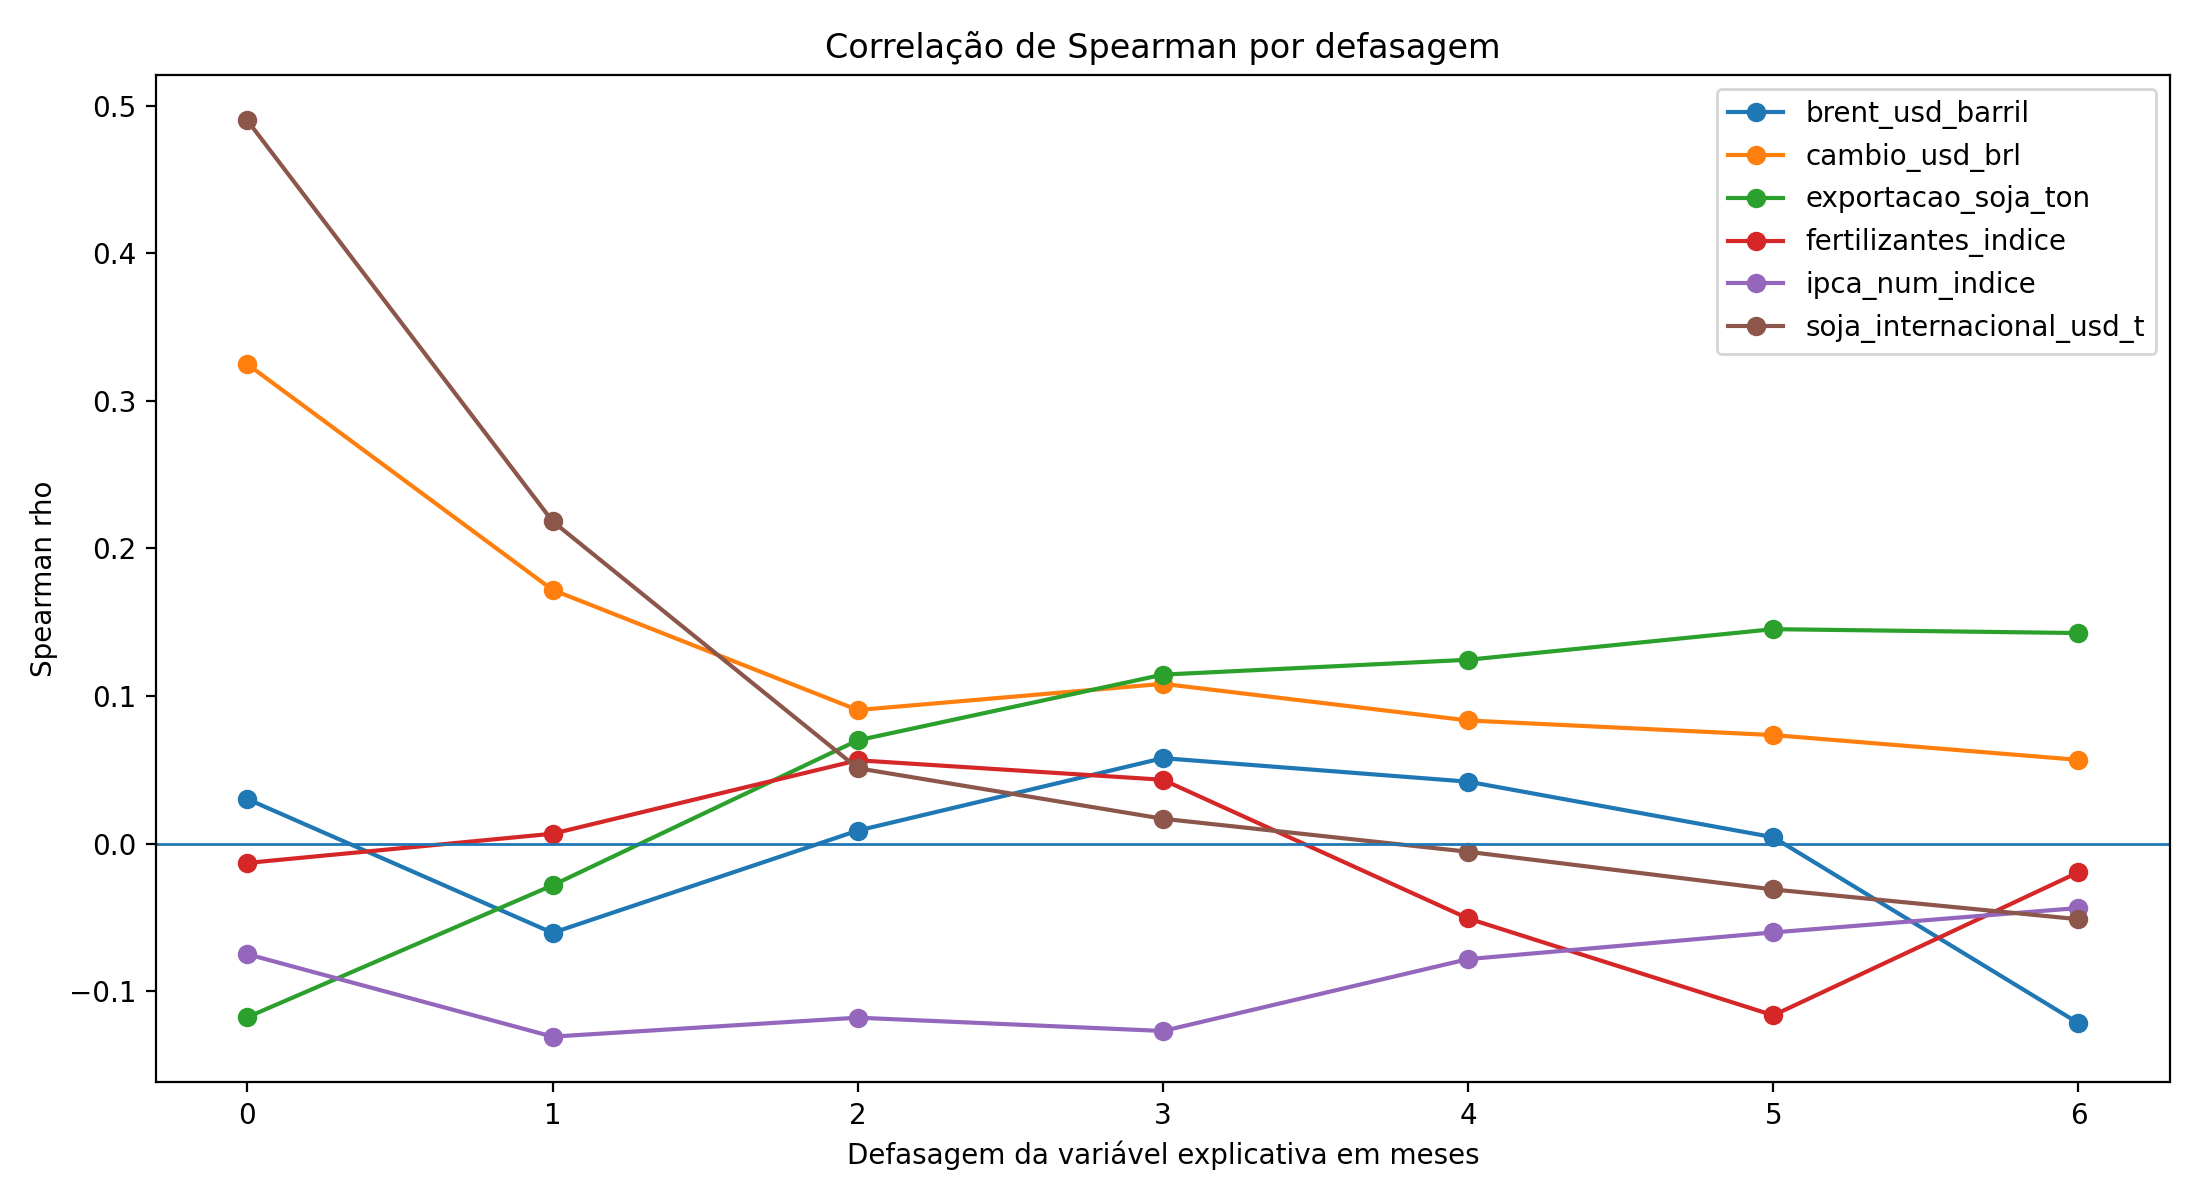 Correlação de Spearman por defasagem
0.5
0.4
0.3
0.2
0.1
0.0
−0.1
Spearman rho
brent_usd_barril
cambio_usd_brl
exportacao_soja_ton
fertilizantes_indice
ipca_num_indice
soja_internacional_usd_t
0 1 2 3 4 5 6
Defasagem da variável explicativa em meses